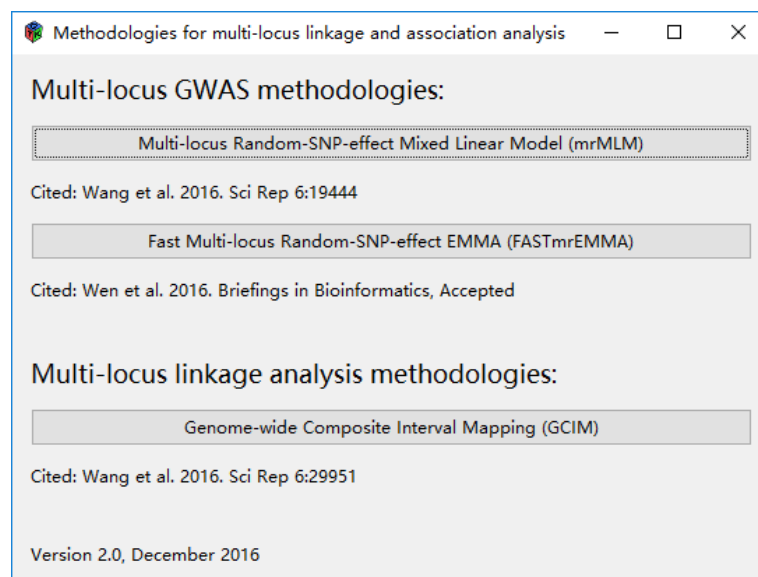 Methodologies for multi-locus linkage and association analysis
Multi-locus GWAS methodologies:
Multi-locus Random-SNP-effect Mixed Linear Model (mrMLM)
Cited: Wang et al. 2016. Sci Rep 6:19444
Fast Multi-locus Random-SNP-effect EMMA (FASTmrEMMA)
Cited: Wen et al. 2016. Briefings in Bioinformatics, Accepted
Multi-locus linkage analysis methodologies:
Genome-wide Composite Interval Mapping (GCIM)
Cited: Wang et al. 2016. Sci Rep 6:29951
Version 2.0, December 2016